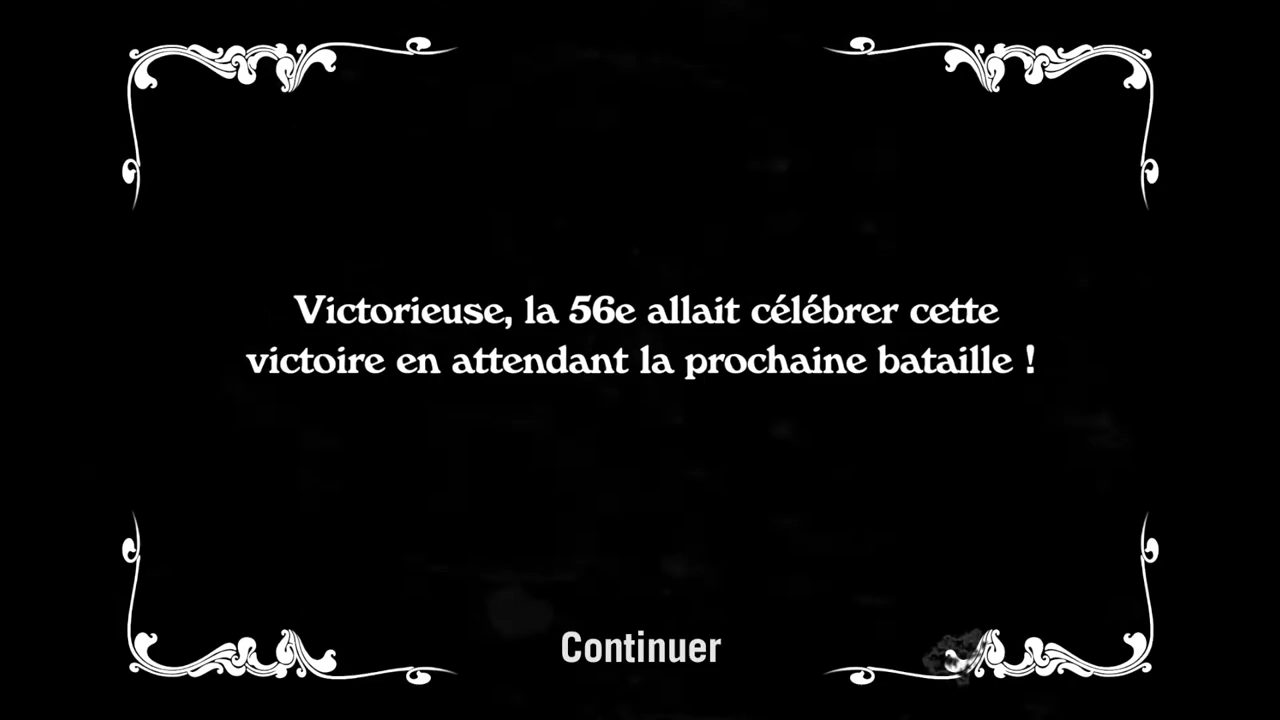 Victorieuse, la 56e allait célébrer cette
victoire en attendant la prochaine bataille !
Continuer